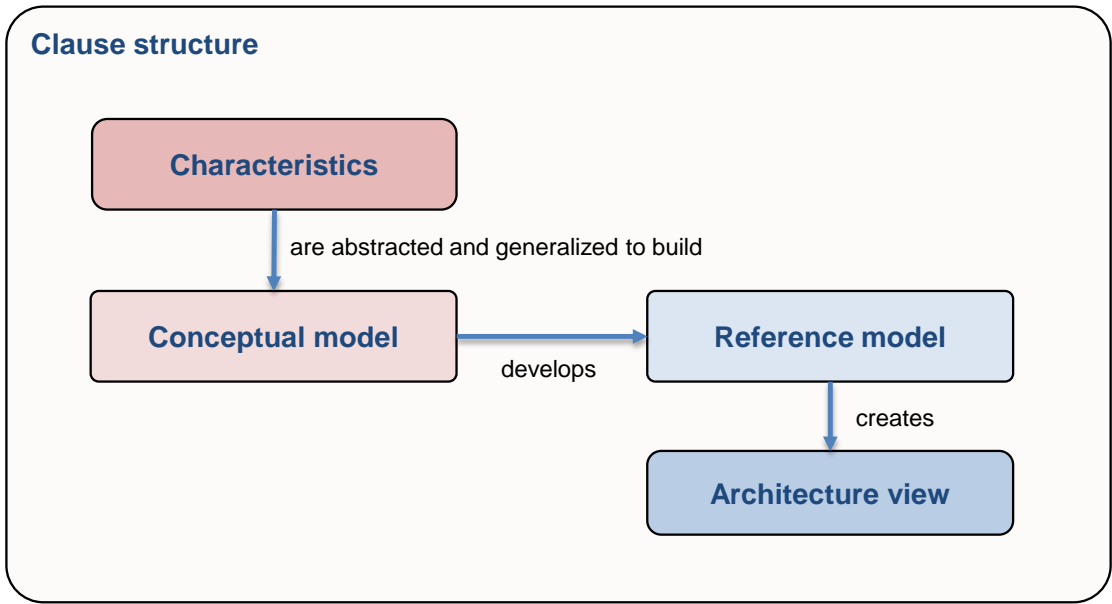 Clause structure
Characteristics
are abstracted and generalized to build
Conceptual model
Reference model
develops
creates
Architecture view